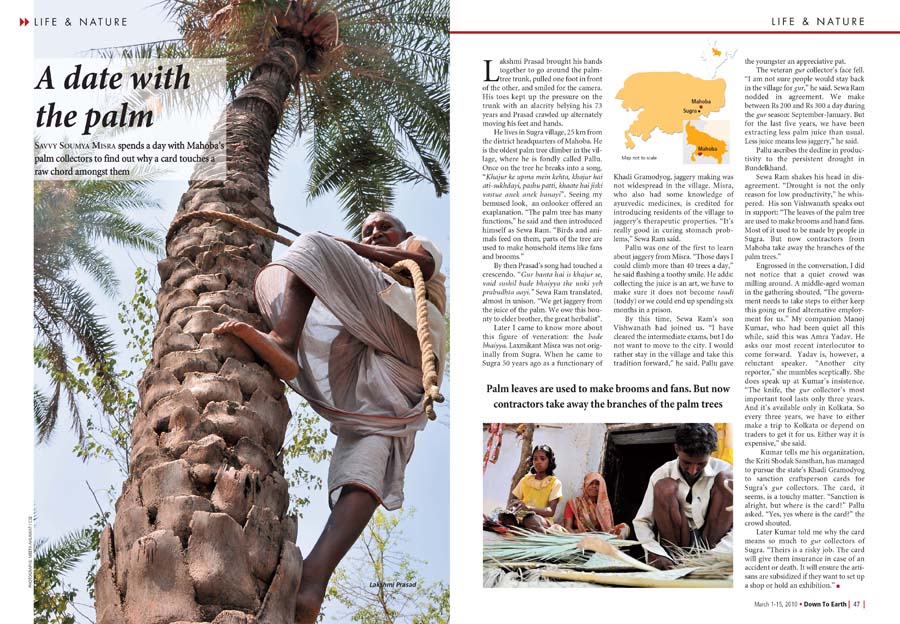 LIFE & NATURE
A date with
the palm
SAVVY SOUMYA MISRA spends a day with Mahoba's
palm collectors to find out why a card touches a
raw chord amongst them
Lakshmi Prasad
LIFE & NATURE
Lakshmi Prasad brought his hands
together to go around the palm-
tree trunk, pulled one foot in front
of the other, and smiled for the camera.
His toes kept up the pressure on the
trunk with an alacrity belying his 73
years and Prasad crawled up alternately
moving his feet and hands.
He lives in Sugra village, 25 km from
the district headquarters of Mahoba. He
is the oldest palm tree climber in the vil-
lage, where he is fondly called Pallu.
Once on the tree he breaks into a song,
"Khajur ke upma mein kehta, khajur hai
ati-sukhdayi, pashu patti, khaate hai jiski
vastue anek anek banayi". Seeing my
bemused look, an onlooker offered an
explanation. "The palm tree has many
functions," he said and then introduced
himself as Sewa Ram. "Birds and ani-
mals feed on them, parts of the tree are
used to make household items like fans
and brooms."
By then Prasad's song had touched a
crescendo. "Gur banta hai is khajur se,
vaid sushil bade bhaiyya the unki yeh
prabudhta aayi." Sewa Ram translated,
almost in unison. "We get jaggery from
the juice of the palm. We owe this boun-
ty to elder brother, the great herbalist".
Later I came to know more about
this figure of veneration: the bade
bhaiyya. Laxmikant Misra was not orig-
inally from Sugra. When he came to
Sugra 50 years ago as a functionary of
Mahoba
Sugra
Mahoba
Map not to scale
Khadi Gramodyog, jaggery making was
not widespread in the village. Misra,
who also had some knowledge of
ayurvedic medicines, is credited for
introducing residents of the village to
jaggery's therapeutic properties. "It's
really good in curing stomach prob-
lems," Sewa Ram said.
Pallu was one of the first to learn
about jaggery from Misra. "Those days I
could climb more than 40 trees a day,"
he said flashing a toothy smile. He adds:
collecting the juice is an art, we have to
make sure it does not become taadi
(toddy) or we could end up spending six
months in prison.
By this time, Sewa Ram's son
Vishwanath had joined us. "I have
cleared the intermediate exams, but I do
not want to move to the city. I would
rather stay in the village and take this
tradition forward," he said. Pallu gave
Palm leaves are used to make brooms and fans. But now
contractors take away the branches of the palm trees
the youngster an appreciative pat.
The veteran gur collector's face fell.
"I am not sure people would stay back
in the village for gur," he said. Sewa Ram
nodded in agreement. We make
between Rs 200 and Rs 300 a day during
the gur season: September-January. But
for the last five years, we have been
extracting less palm juice than usual.
Less juice means less jaggery," he said.
Pallu ascribes the decline in produc-
tivity to the persistent drought in
Bundelkhand.
Sewa Ram shakes his head in dis-
agreement. "Drought is not the only
reason for low productivity," he whis-
pered. His son Vishwanath speaks out
in support: "The leaves of the palm tree
are used to make brooms and hand fans.
Most of it used to be made by people in
Sugra. But now contractors from
Mahoba take away the branches of the
palm trees."
Engrossed in the conversation, I did
not notice that a quiet crowd was
milling around. A middle-aged woman
in the gathering shouted, "The govern-
ment needs to take steps to either keep
this going or find alternative employ-
ment for us." My companion Manoj
Kumar, who had been quiet all this
while, said this was Amra Yadav. He
asks our most recent interlocutor to
come forward. Yadav is, however, a
reluctant speaker. "Another city
reporter," she mumbles sceptically. She
does speak up at Kumar's insistence.
"The knife, the gur collector's most
important tool lasts only three years.
And it's available only in Kolkata. So
every three years, we have to either
make a trip to Kolkata or depend on
traders to get it for us. Either way it is
expensive," she said.
Kumar tells me his organization,
the Kriti Shodak Sansthan, has managed
to pursue the state's Khadi Gramodyog
to sanction craftsperson cards for
Sugra's gur collectors. The card, it
seems, is a touchy matter. "Sanction is
alright, but where is the card?" Pallu
asked. "Yes, yes where is the card?" the
crowd shouted.
Later Kumar told me why the card
means so much to gur collectors of
Sugra. "Theirs is a risky job. The card
will give them insurance in case of an
accident or death. It will ensure the arti-
sans are subsidized if they want to set up
a shop or hold an exhibition."
March 1-15, 2010 • Down To Earth | 47 |